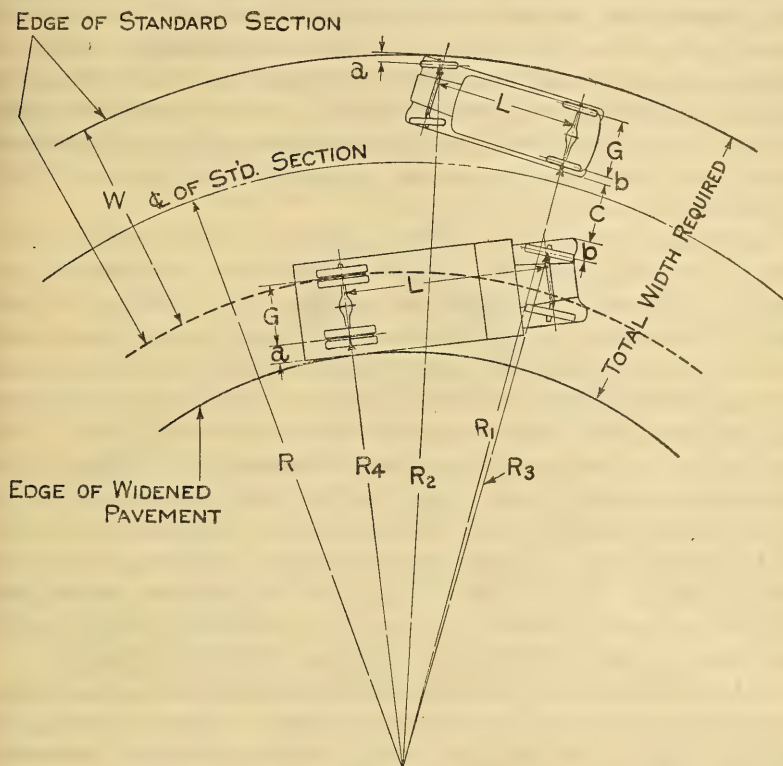 EDGE OF STANDARD SECTION
a
L
G
b
W
℄ OF ST'D. SECTION
C
b
TOTAL WIDTH REQUIRED
L
G
a
R
R4
R2
R1
R3
EDGE OF WIDENED
PAVEMENT